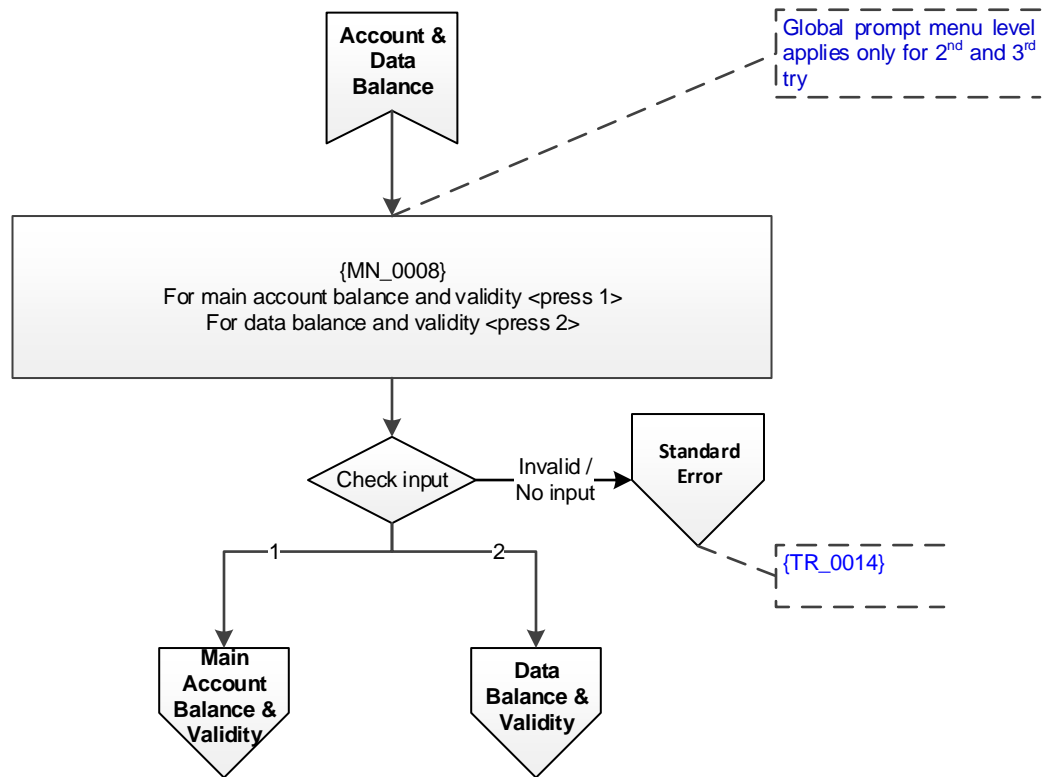 Account &
Data
Balance
Global prompt menu level
applies only for 2nd and 3rd
try
{MN_0008}
For main account balance and validity <press 1>
For data balance and validity <press 2>
Check input
Invalid /
No input
Standard
Error
1
2
{TR_0014}
Main
Account
Balance &
Validity
Data
Balance &
Validity